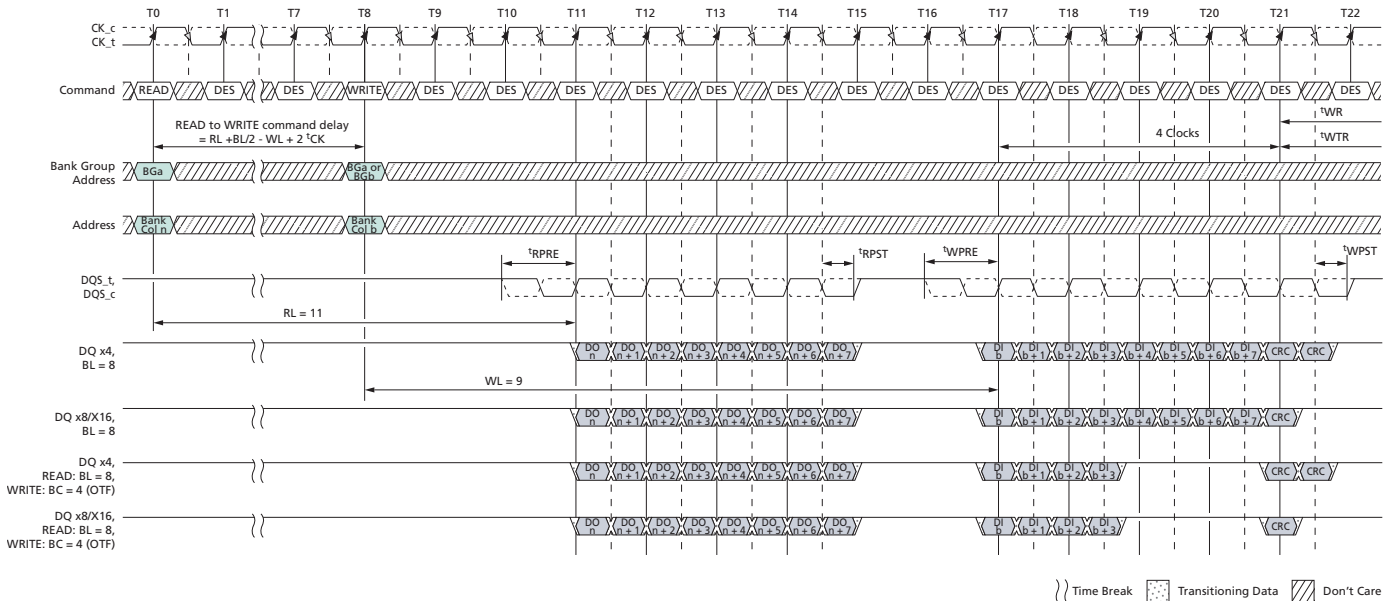 T0 T1 T7 T8 T9 T10 T11 T12 T13 T14 T15 T16 T17 T18 T19 T20 T21 T22
CK_c
CK_t
Command READ DES DES WRITE DES DES DES DES DES DES DES DES DES DES DES DES DES DES
READ to WRITE command delay
= RL +BL/2 - WL + 2 tCK
4 Clocks
tWR
tWTR
Bank Group
Address
BGa
BGa or
BGb
Address
Bank
Col n
Bank
Col b
tRPRE tRPST tWPRE tWPST
DQS_t,
DQS_c
RL = 11
DQ x4,
BL = 8
DO n DO n + 1 DO n + 2 DO n + 3 DO n + 4 DO n + 5 DO n + 6 DO n + 7 DI b DI b + 1 DI b + 2 DI b + 3 DI b + 4 DI b + 5 DI b + 6 DI b + 7 CRC CRC
WL = 9
DQ x8/X16,
BL = 8
DO n DO n + 1 DO n + 2 DO n + 3 DO n + 4 DO n + 5 DO n + 6 DO n + 7 DI b DI b + 1 DI b + 2 DI b + 3 DI b + 4 DI b + 5 DI b + 6 DI b + 7 CRC
DQ x4,
READ: BL = 8,
WRITE: BC = 4 (OTF)
DO n DO n + 1 DO n + 2 DO n + 3 DO n + 4 DO n + 5 DO n + 6 DO n + 7 DI b DI b + 1 DI b + 2 DI b + 3 CRC CRC
DQ x8/X16,
READ: BL = 8,
WRITE: BC = 4 (OTF)
DO n DO n + 1 DO n + 2 DO n + 3 DO n + 4 DO n + 5 DO n + 6 DO n + 7 DI b DI b + 1 DI b + 2 DI b + 3 CRC
Time Break Transitioning Data Don't Care